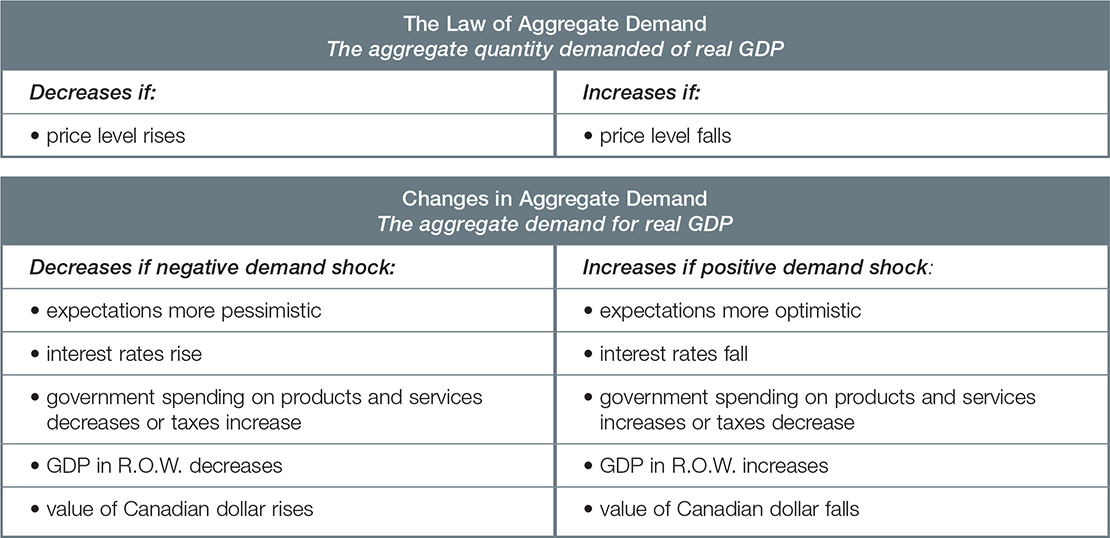 The Law of Aggregate Demand
The aggregate quantity demanded of real GDP
Decreases if:
Increases if:
• price level rises
• price level falls
Changes in Aggregate Demand
The aggregate demand for real GDP
Decreases if negative demand shock:
Increases if positive demand shock:
• expectations more pessimistic
• expectations more optimistic
• interest rates rise
• interest rates fall
• government spending on products and services
decreases or taxes increase
• government spending on products and services
increases or taxes decrease
• GDP in R.O.W. decreases
• GDP in R.O.W. increases
• value of Canadian dollar rises
• value of Canadian dollar falls